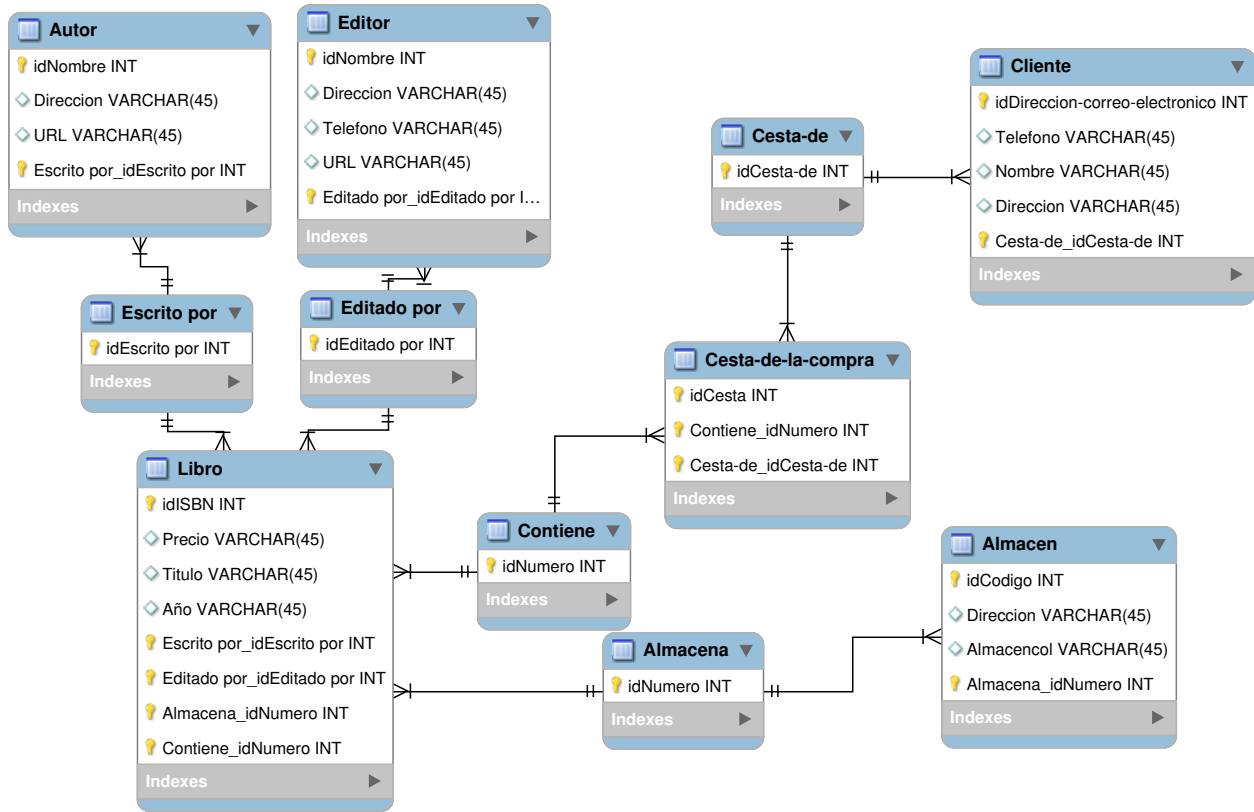 Autor
idNombre INT
Direccion VARCHAR(45)
URL VARCHAR(45)
Escrito por_idEscrito por INT
Indexes
Editor
idNombre INT
Direccion VARCHAR(45)
Telefono VARCHAR(45)
URL VARCHAR(45)
Editado por_idEditado por I...
Indexes
Cliente
idDireccion-correo-electronico INT
Telefono VARCHAR(45)
Nombre VARCHAR(45)
Direccion VARCHAR(45)
Cesta-de_idCesta-de INT
Indexes
Cesta-de
idCesta-de INT
Indexes
Escrito por
idEscrito por INT
Indexes
Editado por
idEditado por INT
Indexes
Cesta-de-la-compra
idCesta INT
Contiene_idNumero INT
Cesta-de_idCesta-de INT
Indexes
Libro
idISBN INT
Precio VARCHAR(45)
Titulo VARCHAR(45)
Año VARCHAR(45)
Escrito por_idEscrito por INT
Editado por_idEditado por INT
Almacena_idNumero INT
Contiene_idNumero INT
Indexes
Contiene
idNumero INT
Indexes
Almacena
idNumero INT
Indexes
Almacen
idCodigo INT
Direccion VARCHAR(45)
Almacencol VARCHAR(45)
Almacena_idNumero INT
Indexes